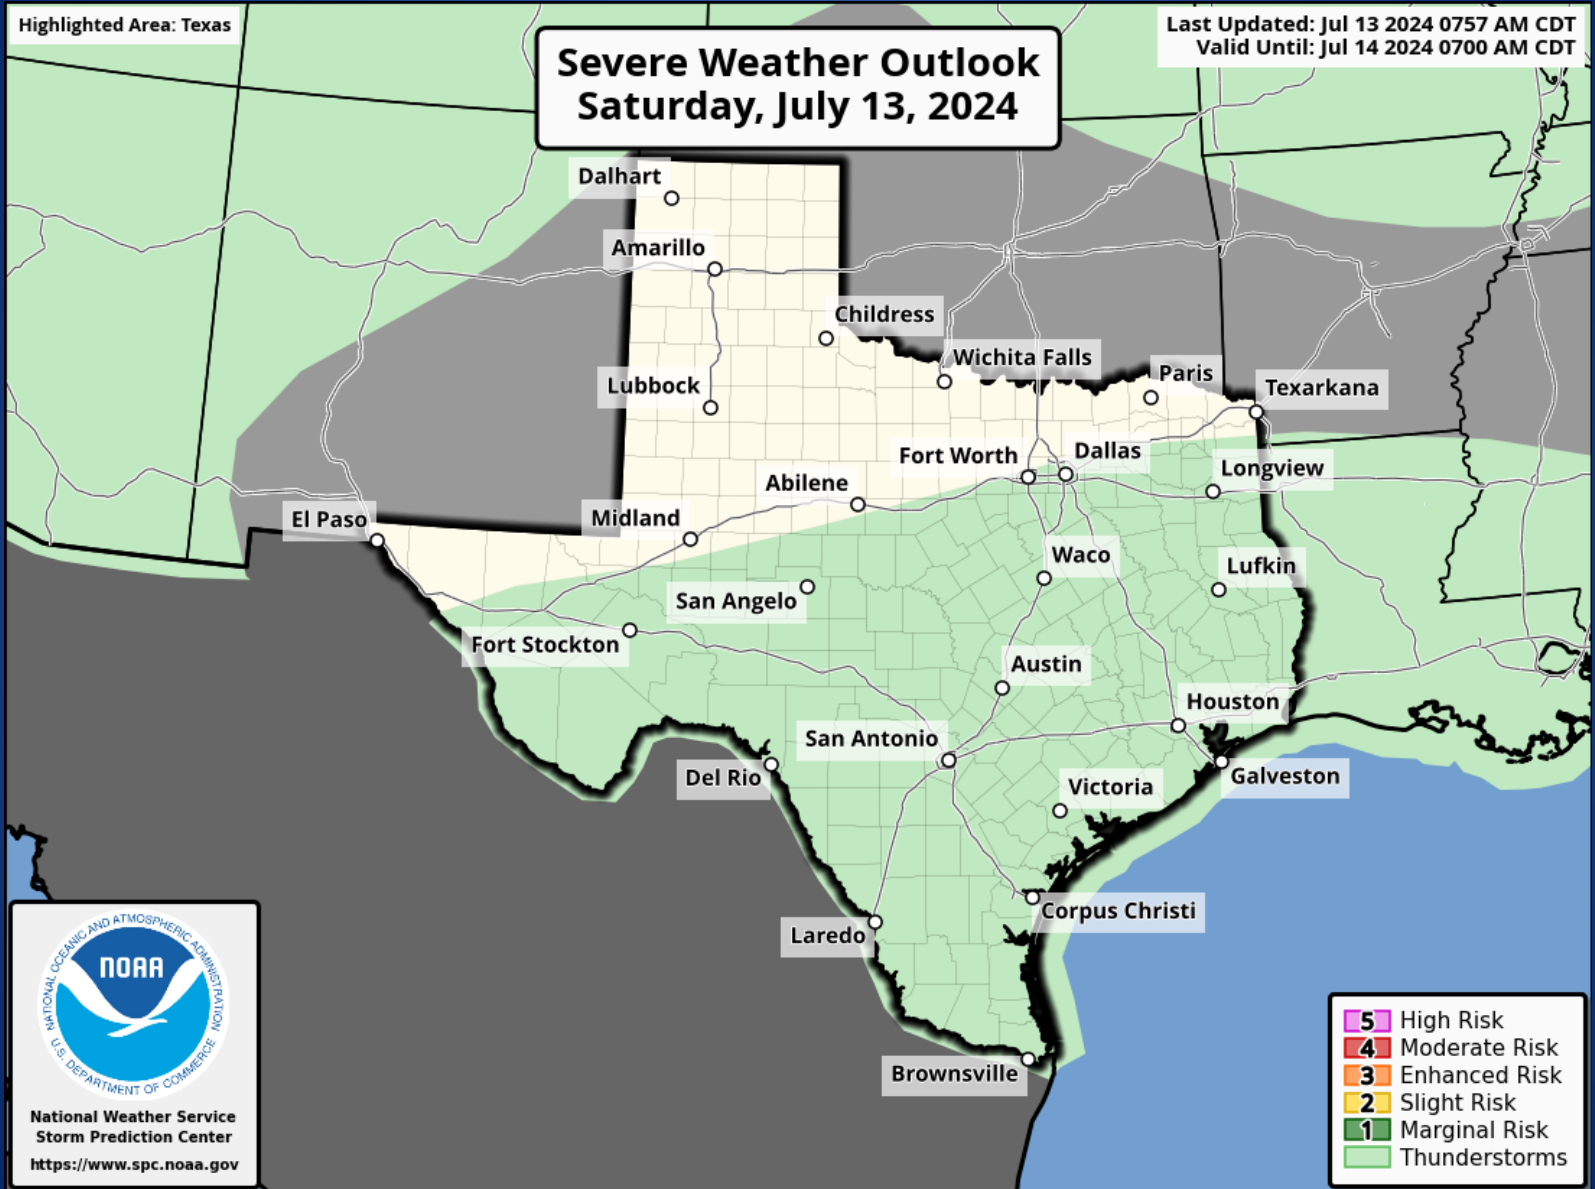 Highlighted Area: Texas
Last Updated: Jul 13 2024 0757 AM CDT
Valid Until: Jul 14 2024 0700 AM CDT
Severe Weather Outlook
Saturday, July 13, 2024
Dalhart
Amarillo
Childress
Wichita Falls
Paris
Texarkana
Lubbock
Fort Worth
Dallas
Longview
Abilene
Midland
El Paso
Waco
Lufkin
San Angelo
Fort Stockton
Austin
Houston
San Antonio
Del Rio
Galveston
Victoria
Corpus Christi
Laredo
Brownsville
NATIONAL OCEANIC AND ATMOSPHERIC ADMINISTRATION
NOAA
U.S. DEPARTMENT OF COMMERCE
National Weather Service
Storm Prediction Center
https://www.spc.noaa.gov
5 High Risk
4 Moderate Risk
3 Enhanced Risk
2 Slight Risk
1 Marginal Risk
Thunderstorms